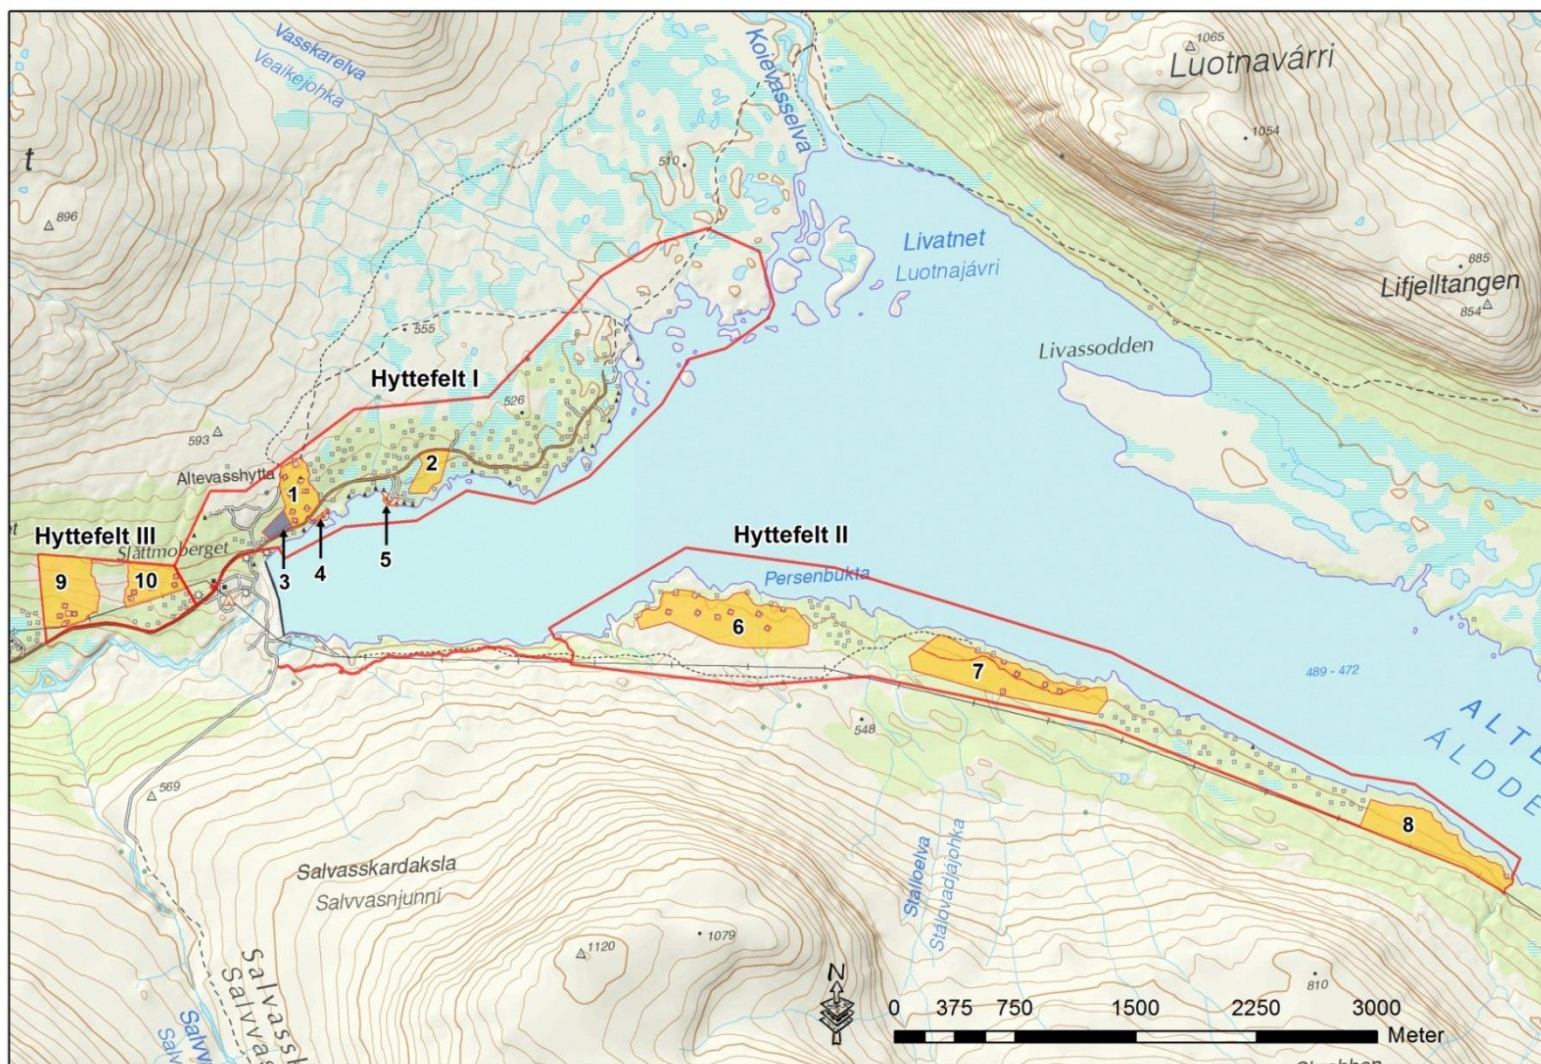 Vasskarelva
Veaikejohka
Koievasselva
1065
Luotnavárri
1054
t
510
896
Livatnet
Luotnajávri
885
Lifjelltangen
854
555
Livassodden
Hyttefelt I
526
593
Altevasshytta
2
1
Hyttefelt III
Slåttmoberget
Hyttefelt II
9
10
3
4
5
Persenbukta
6
7
489 - 472
548
569
8
Salvasskardaksla
Salvvasnjunni
Stalloelva
Stálovadjájohka
1079
1120
810
N
0 375 750 1500 2250 3000
Meter